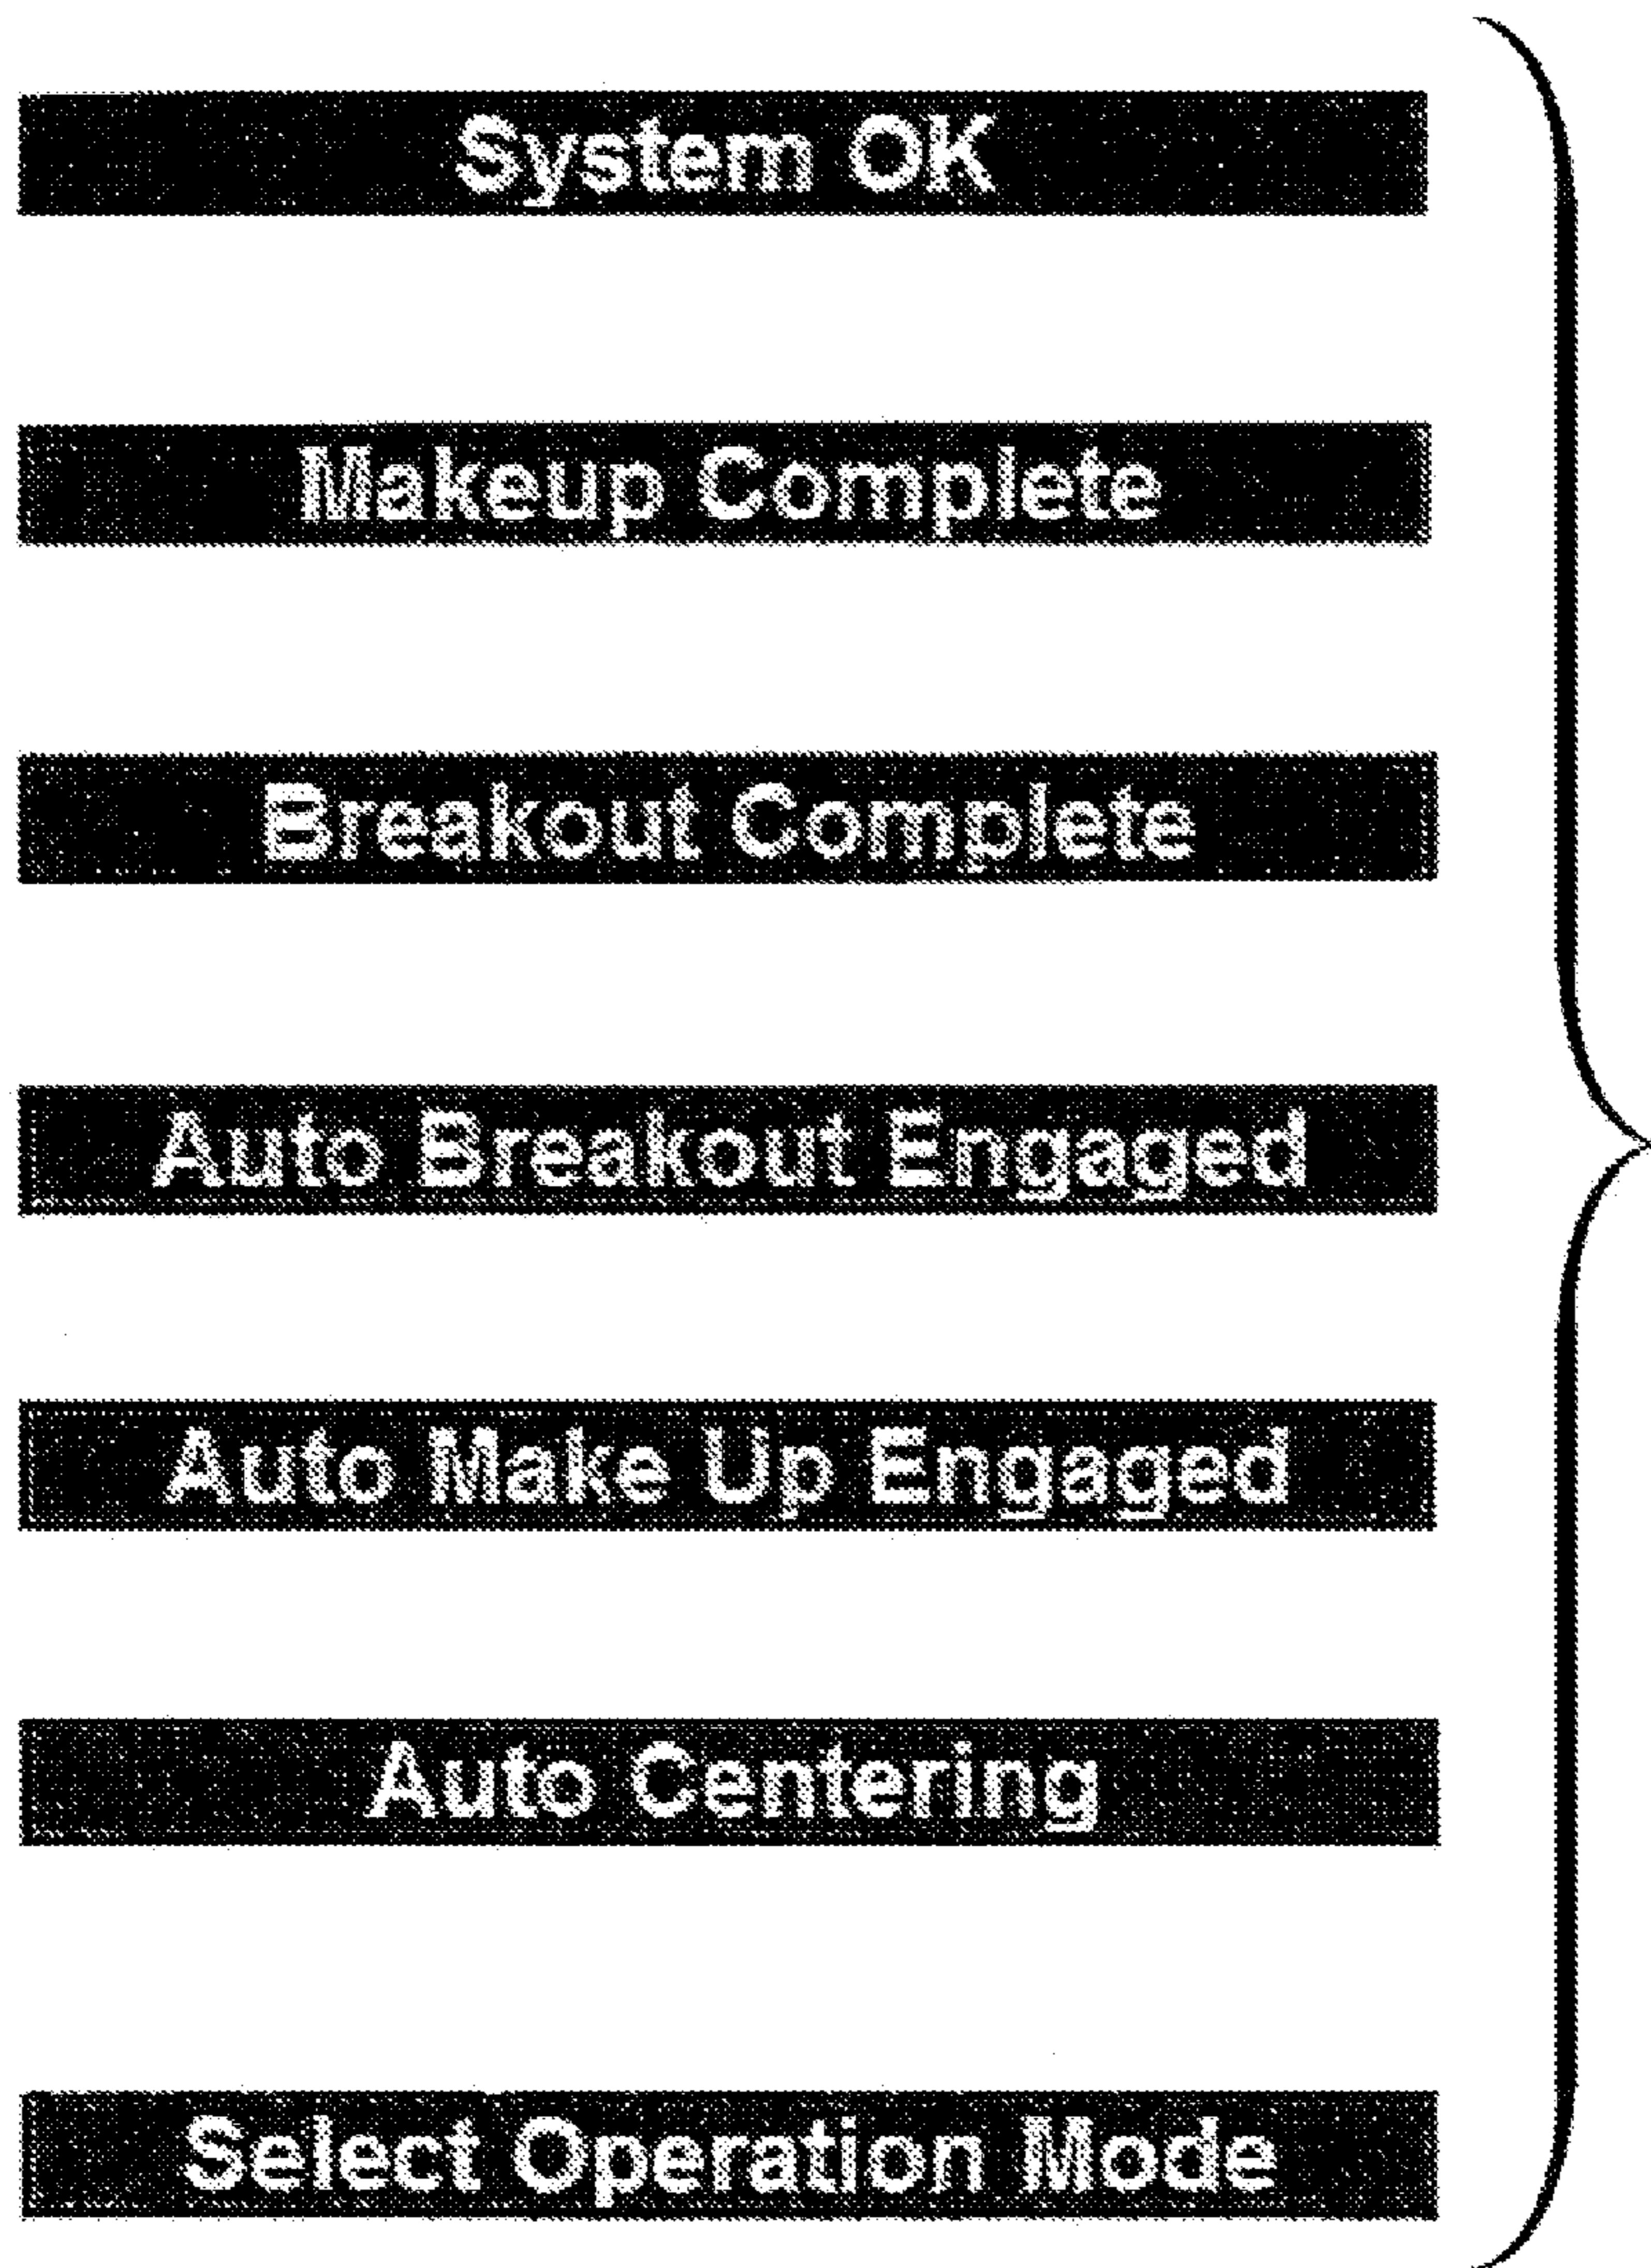 System OK
Makeup Complete
Breakout Complete
Auto Breakout Engaged
Auto Make Up Engaged
Auto Centering
Select Operation Mode